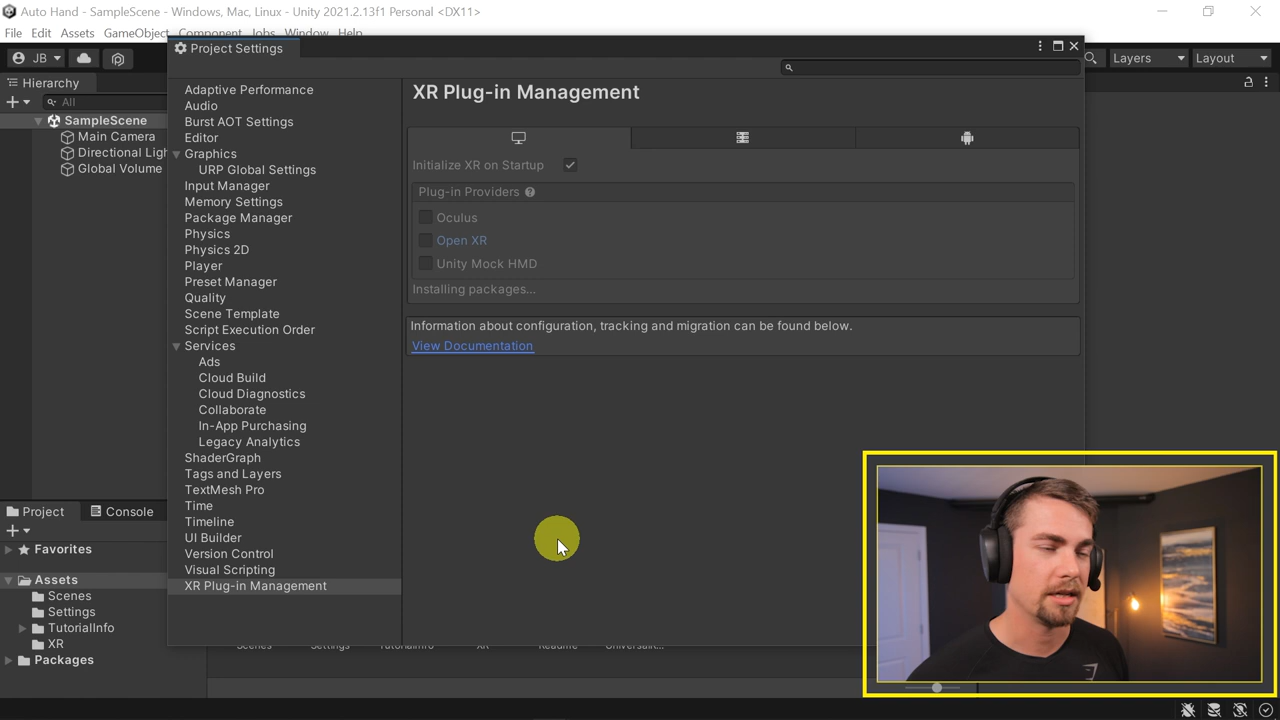 Auto Hand - SampleScene - Windows, Mac, Linux - Unity 2021.2.13f1 Personal <DX11>
File Edit Assets GameObject Component Jobs Window Help
JB
Layers
Layout
Hierarchy
All
SampleScene
Main Camera
Directional Ligh
Global Volume
Project Settings
Adaptive Performance
Audio
Burst AOT Settings
Editor
Graphics
URP Global Settings
Input Manager
Memory Settings
Package Manager
Physics
Physics 2D
Player
Preset Manager
Quality
Scene Template
Script Execution Order
Services
Ads
Cloud Build
Cloud Diagnostics
Collaborate
In-App Purchasing
Legacy Analytics
ShaderGraph
Tags and Layers
TextMesh Pro
Time
Timeline
UI Builder
Version Control
Visual Scripting
XR Plug-in Management
XR Plug-in Management
Initialize XR on Startup
Plug-in Providers
Oculus
Open XR
Unity Mock HMD
Installing packages...
Information about configuration, tracking and migration can be found below.
View Documentation
Project
Console
Favorites
Assets
Scenes
Settings
TutorialInfo
XR
Packages
Scenes Settings TutorialInfo XR Readme UniversalR...